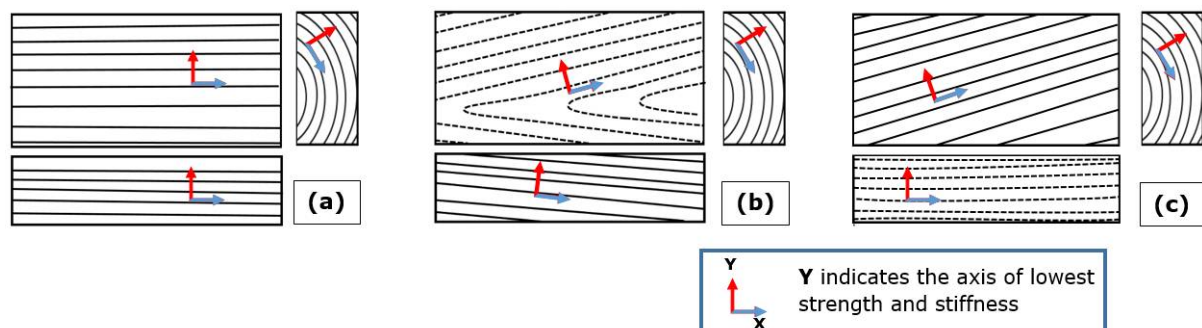 (a)
(b)
(c)
Y
X
Y indicates the axis of lowest
strength and stiffness